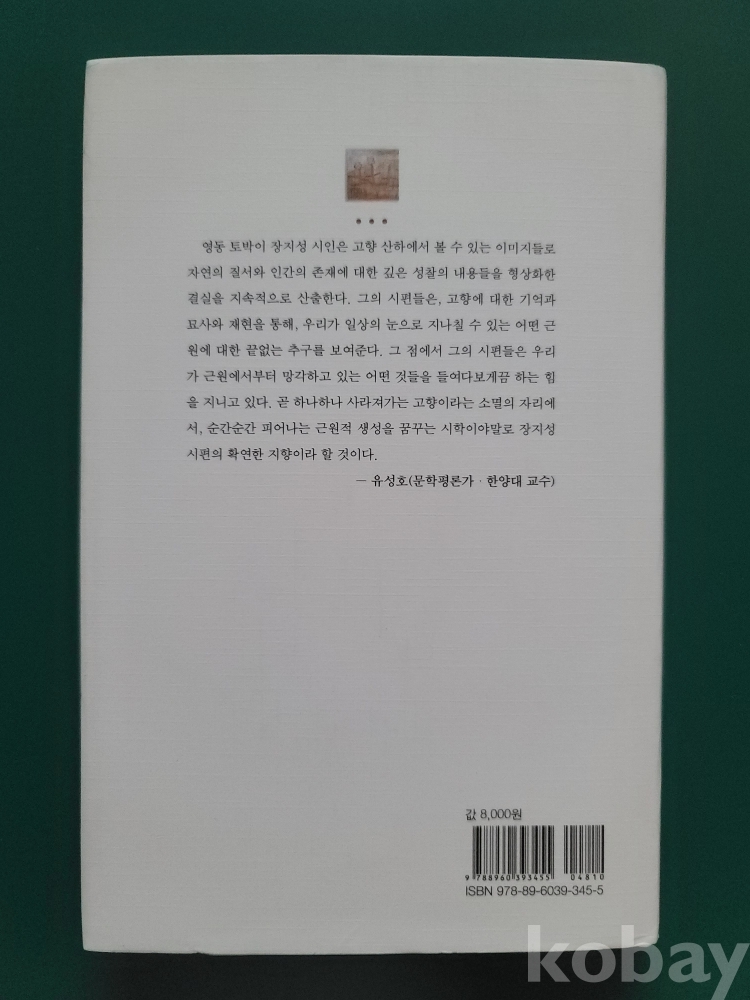 영동 토박이 장지성 시인은 고향 산하에서 볼 수 있는 이미지들로
자연의 질서와 인간의 존재에 대한 깊은 성찰의 내용들을 형상화한
결실을 지속적으로 산출한다. 그의 시편들은, 고향에 대한 기억과
묘사와 재현을 통해, 우리가 일상의 눈으로 지나칠 수 있는 어떤 근
원에 대한 끝없는 추구를 보여준다. 그 점에서 그의 시편들은 우리
가 근원에서부터 망각하고 있는 어떤 것들을 들여다보게끔 하는 힘
을 지니고 있다. 곧 하나하나 사라져가는 고향이라는 소멸의 자리에
서, 순간순간 피어나는 근원적 생성을 꿈꾸는 시학이야말로 장지성
시편의 확연한 지향이라 할 것이다.
― 유성호(문학평론가 · 한양대 교수)
값 8,000원
9 788960 393455 04810
ISBN 978-89-6039-345-5
kobay